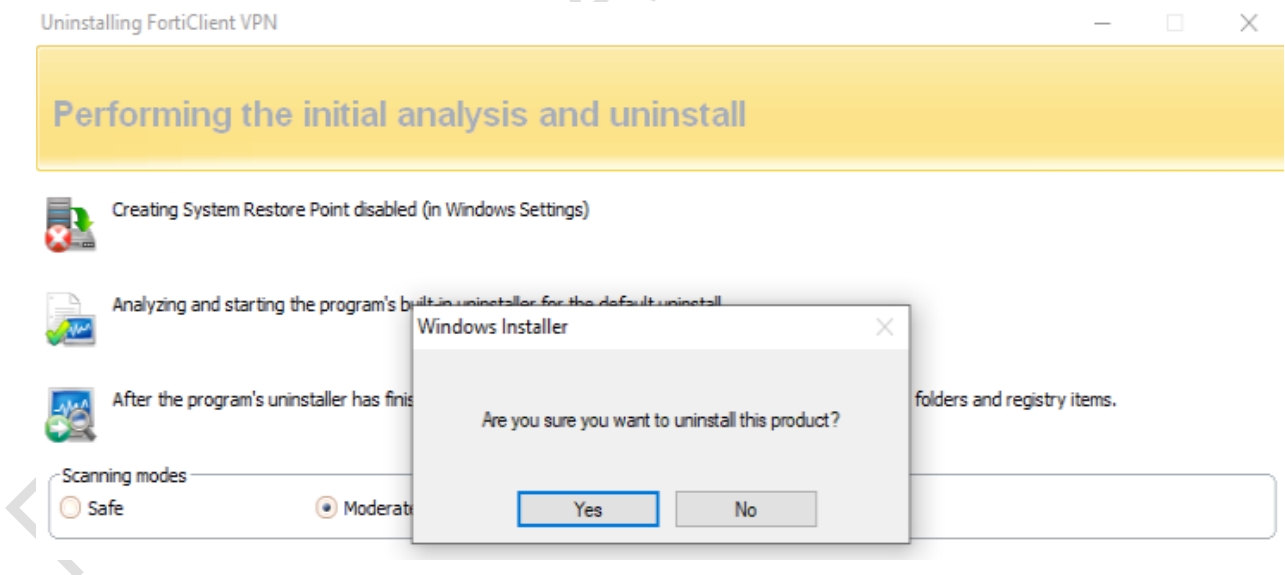 Uninstalling FortiClient VPN
Performing the initial analysis and uninstall
Creating System Restore Point disabled (in Windows Settings)
Analyzing and starting the program's built-in uninstaller for the default uninstall
Windows Installer
After the program's uninstaller has finis
folders and registry items.
Are you sure you want to uninstall this product?
Scanning modes
Safe
Moderat
Yes
No